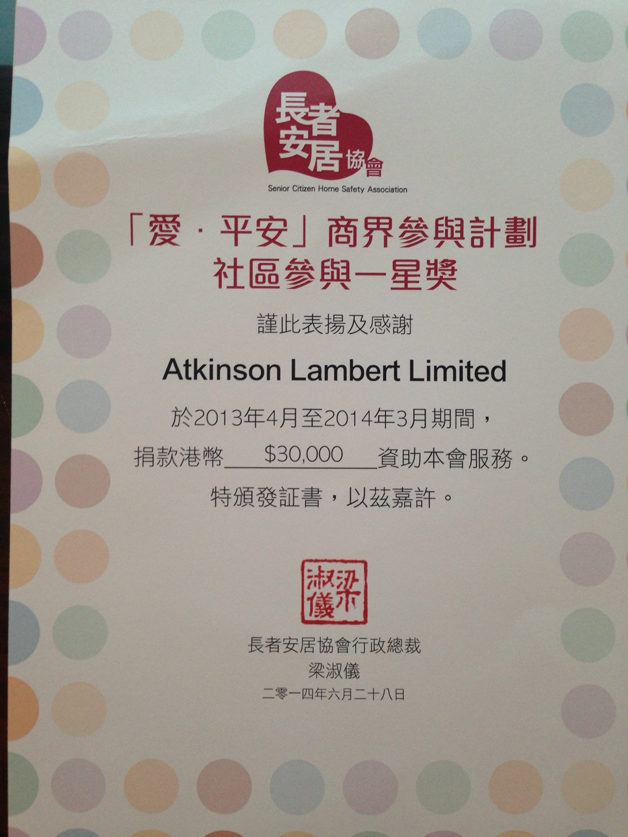 長者
安居協會
Senior Citizen Home Safety Association
「愛．平安」商界參與計劃
社區參與一星獎
謹此表揚及感謝
Atkinson Lambert Limited
於2013年4月至2014年3月期間，
捐款港幣 $30,000 資助本會服務。
特頒發証書，以茲嘉許。
梁淑儀
長者安居協會行政總裁
梁淑儀
二零一四年六月二十八日